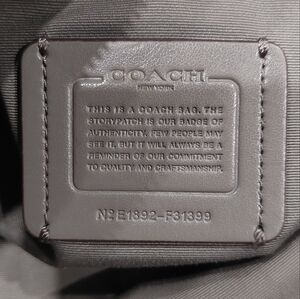 COACH
NEW YORK
THIS IS A COACH BAG. THE
STORYPATCH IS OUR BADGE OF
AUTHENTICITY. FEW PEOPLE MAY
SEE IT, BUT IT WILL ALWAYS BE A
REMINDER OF OUR COMMITMENT
TO QUALITY AND CRAFTSMANSHIP.
Nº E1892-F31399